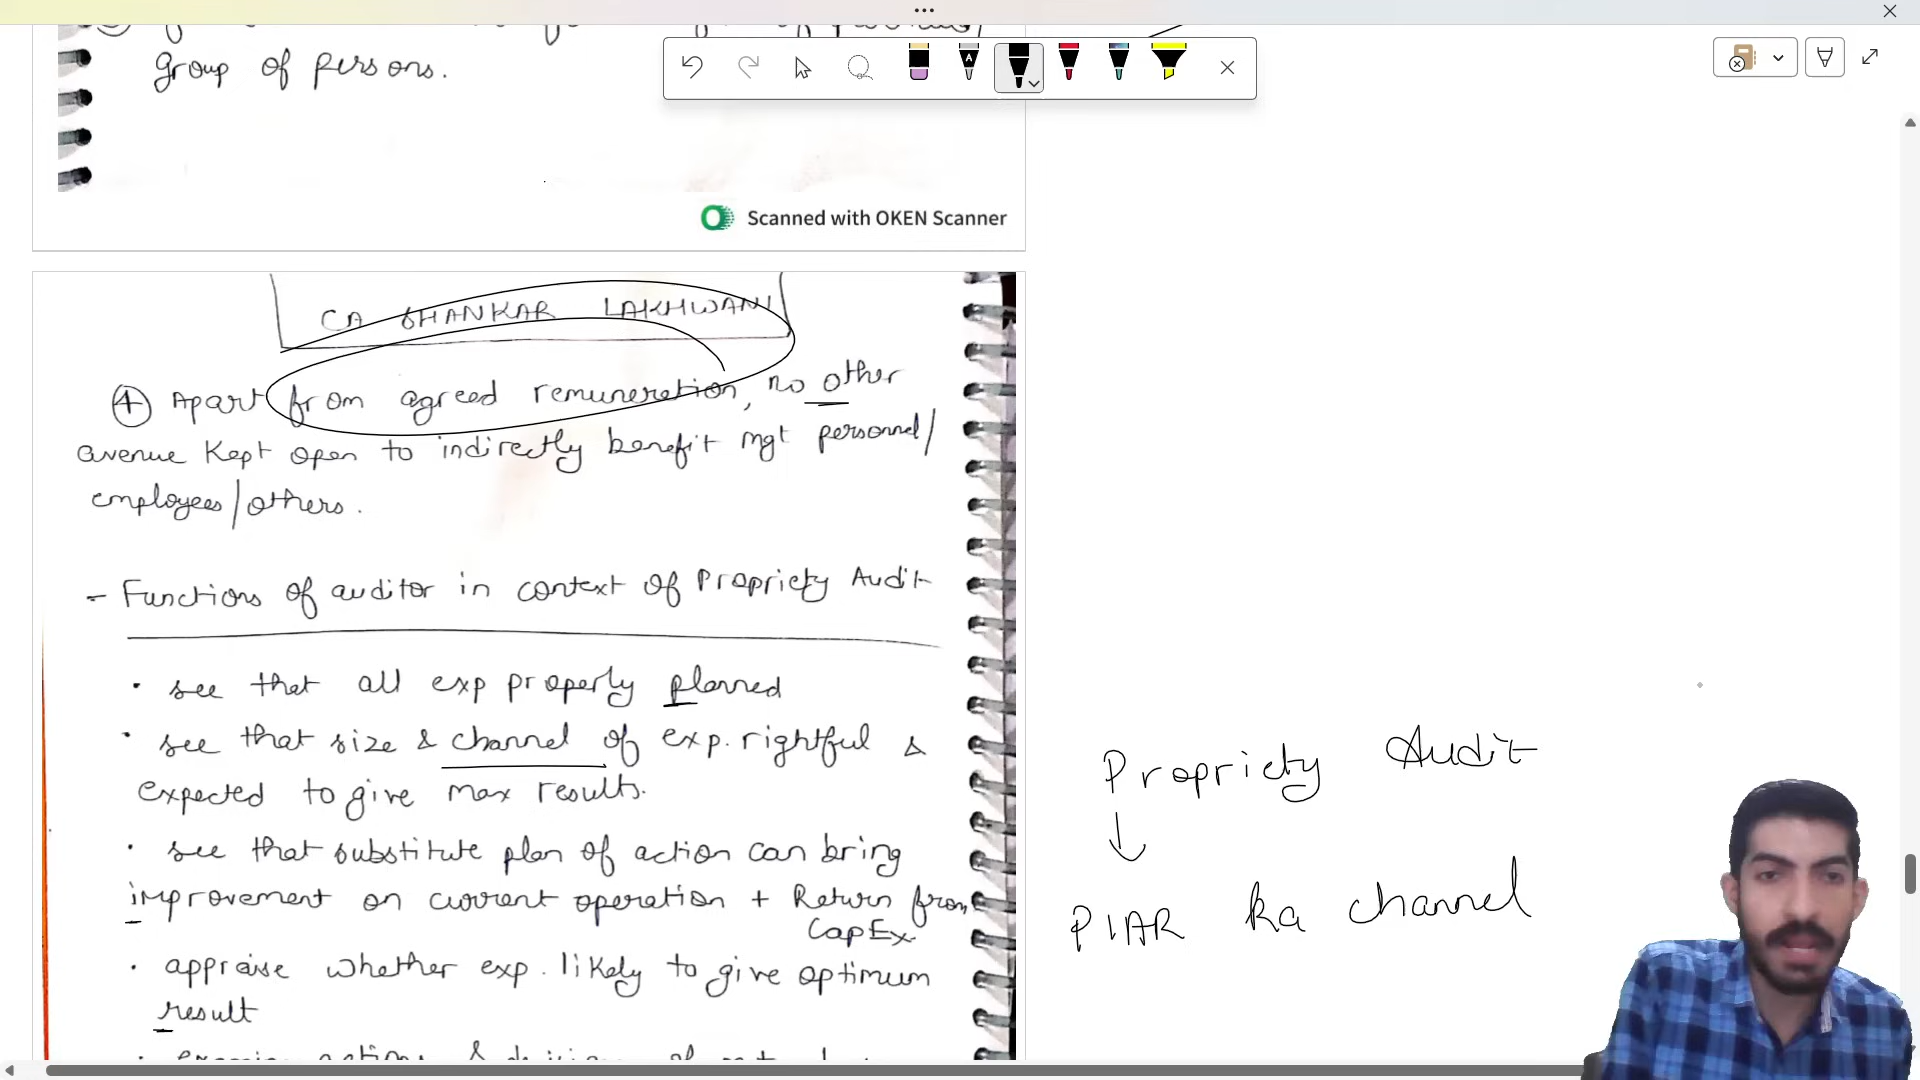 group of persons.
Scanned with OKEN Scanner
CA SHANKAR LAKHWANI
④ Apart from agreed remuneration, no other
avenue kept open to indirectly benefit mgt personnel/
employees/others.
- Functions of auditor in context of Propriety Audit
• see that all exp properly planned
• see that size & channel of exp. rightful &
expected to give max results.
• see that substitute plan of action can bring
improvement on current operation + Return from
CapEx.
• appraise whether exp. likely to give optimum
result
Propriety Audit
↓
PIAR ka channel